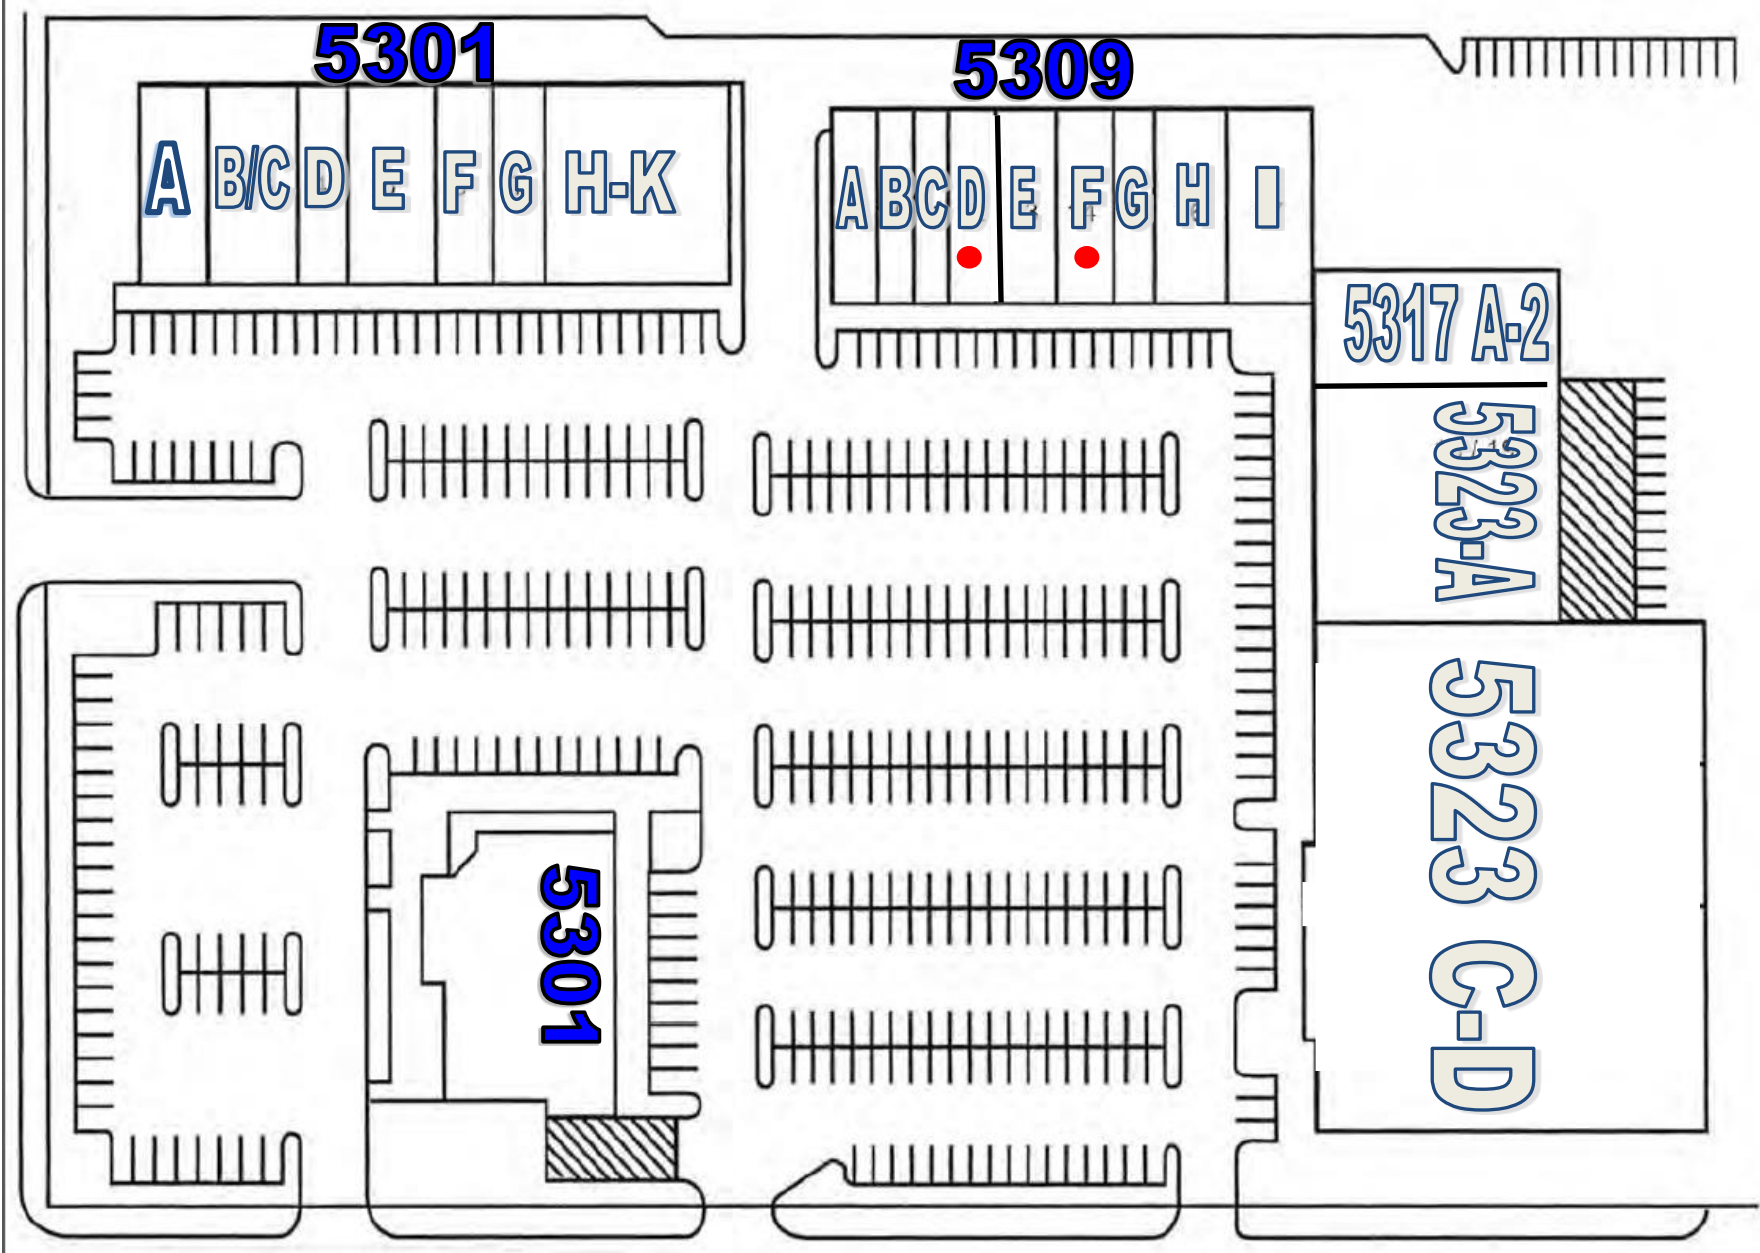 5301
5309
A B/C D E F G H-K
A B C D E F G H I
5317 A-2
5323-A
5323 C-D
5301